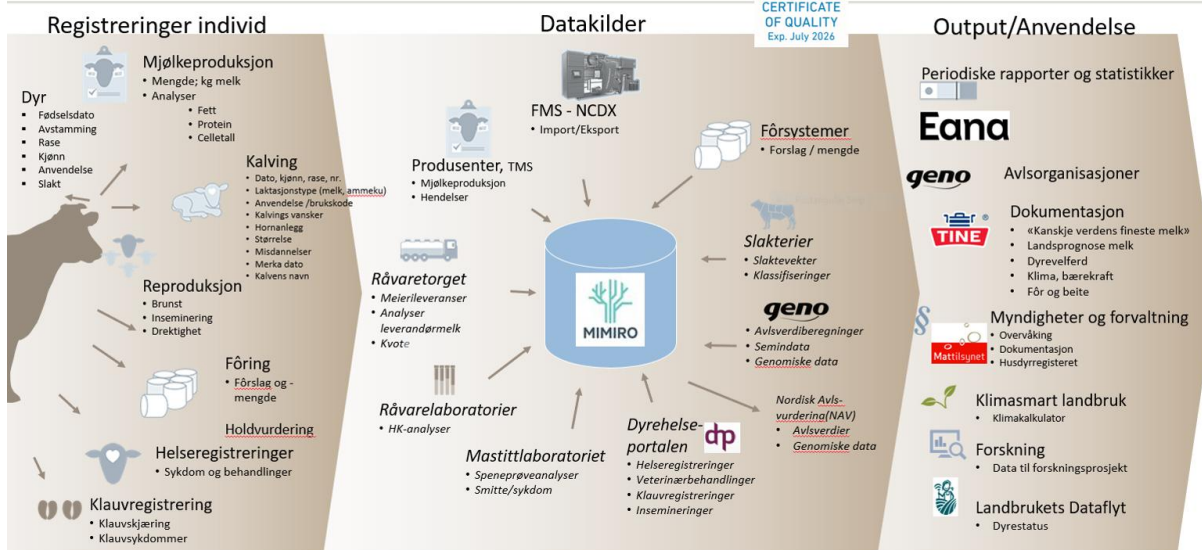 Registreringer individ
Mjølkeproduksjon
• Mengde; kg melk
• Analyser
• Fett
• Protein
• Celletall
Dyr
▪ Fødselsdato
▪ Avstamming
▪ Rase
▪ Kjønn
▪ Anvendelse
▪ Slakt
Kalving
• Dato, kjønn, rase, nr.
• Laktasjonstype (melk, ammeku)
• Anvendelse /brukskode
• Kalvings vansker
• Hornanlegg
• Størrelse
• Misdannelser
• Merka dato
• Kalvens navn
Reproduksjon
• Brunst
• Inseminering
• Drektighet
Fôring
• Fôrslag og -
mengde
Holdvurdering
Helseregistreringer
• Sykdom og behandlinger
Klauvregistrering
• Klauvskjæring
• Klauvsykdommer
Datakilder
CERTIFICATE
OF QUALITY
Exp. July 2026
FMS - NCDX
• Import/Eksport
Produsenter, TMS
• Mjølkeproduksjon
• Hendelser
Fôrsystemer
• Forslag / mengde
Råvaretorget
• Meierileveranser
• Analyser
leverandørmelk
• Kvote
Slakterier
• Slaktevekter
• Klassifiseringer
MIMIRO
geno
• Avlsverdiberegninger
• Semindata
• Genomiske data
Råvarelaboratorier
• HK-analyser
Mastittlaboratoriet
• Speneprøveanalyser
• Smitte/sykdom
Dyrehelse-
portalen
dhp
• Helseregistreringer
• Veterinærbehandlinger
• Klauvregistreringer
• Insemineringer
Nordisk Avls-
vurdering(NAV)
• Avlsverdier
• Genomiske data
Output/Anvendelse
Periodiske rapporter og statistikker
Eana
geno
Avlsorganisasjoner
TINE
®
Dokumentasjon
• «Kanskje verdens fineste melk»
• Landsprognose melk
• Dyrevelferd
• Klima, bærekraft
• Fôr og beite
§
Mattilsynet
Myndigheter og forvaltning
• Overvåking
• Dokumentasjon
• Husdyrregisteret
Klimasmart landbruk
• Klimakalkulator
Forskning
• Data til forskningsprosjekt
Landbrukets Dataflyt
• Dyrestatus